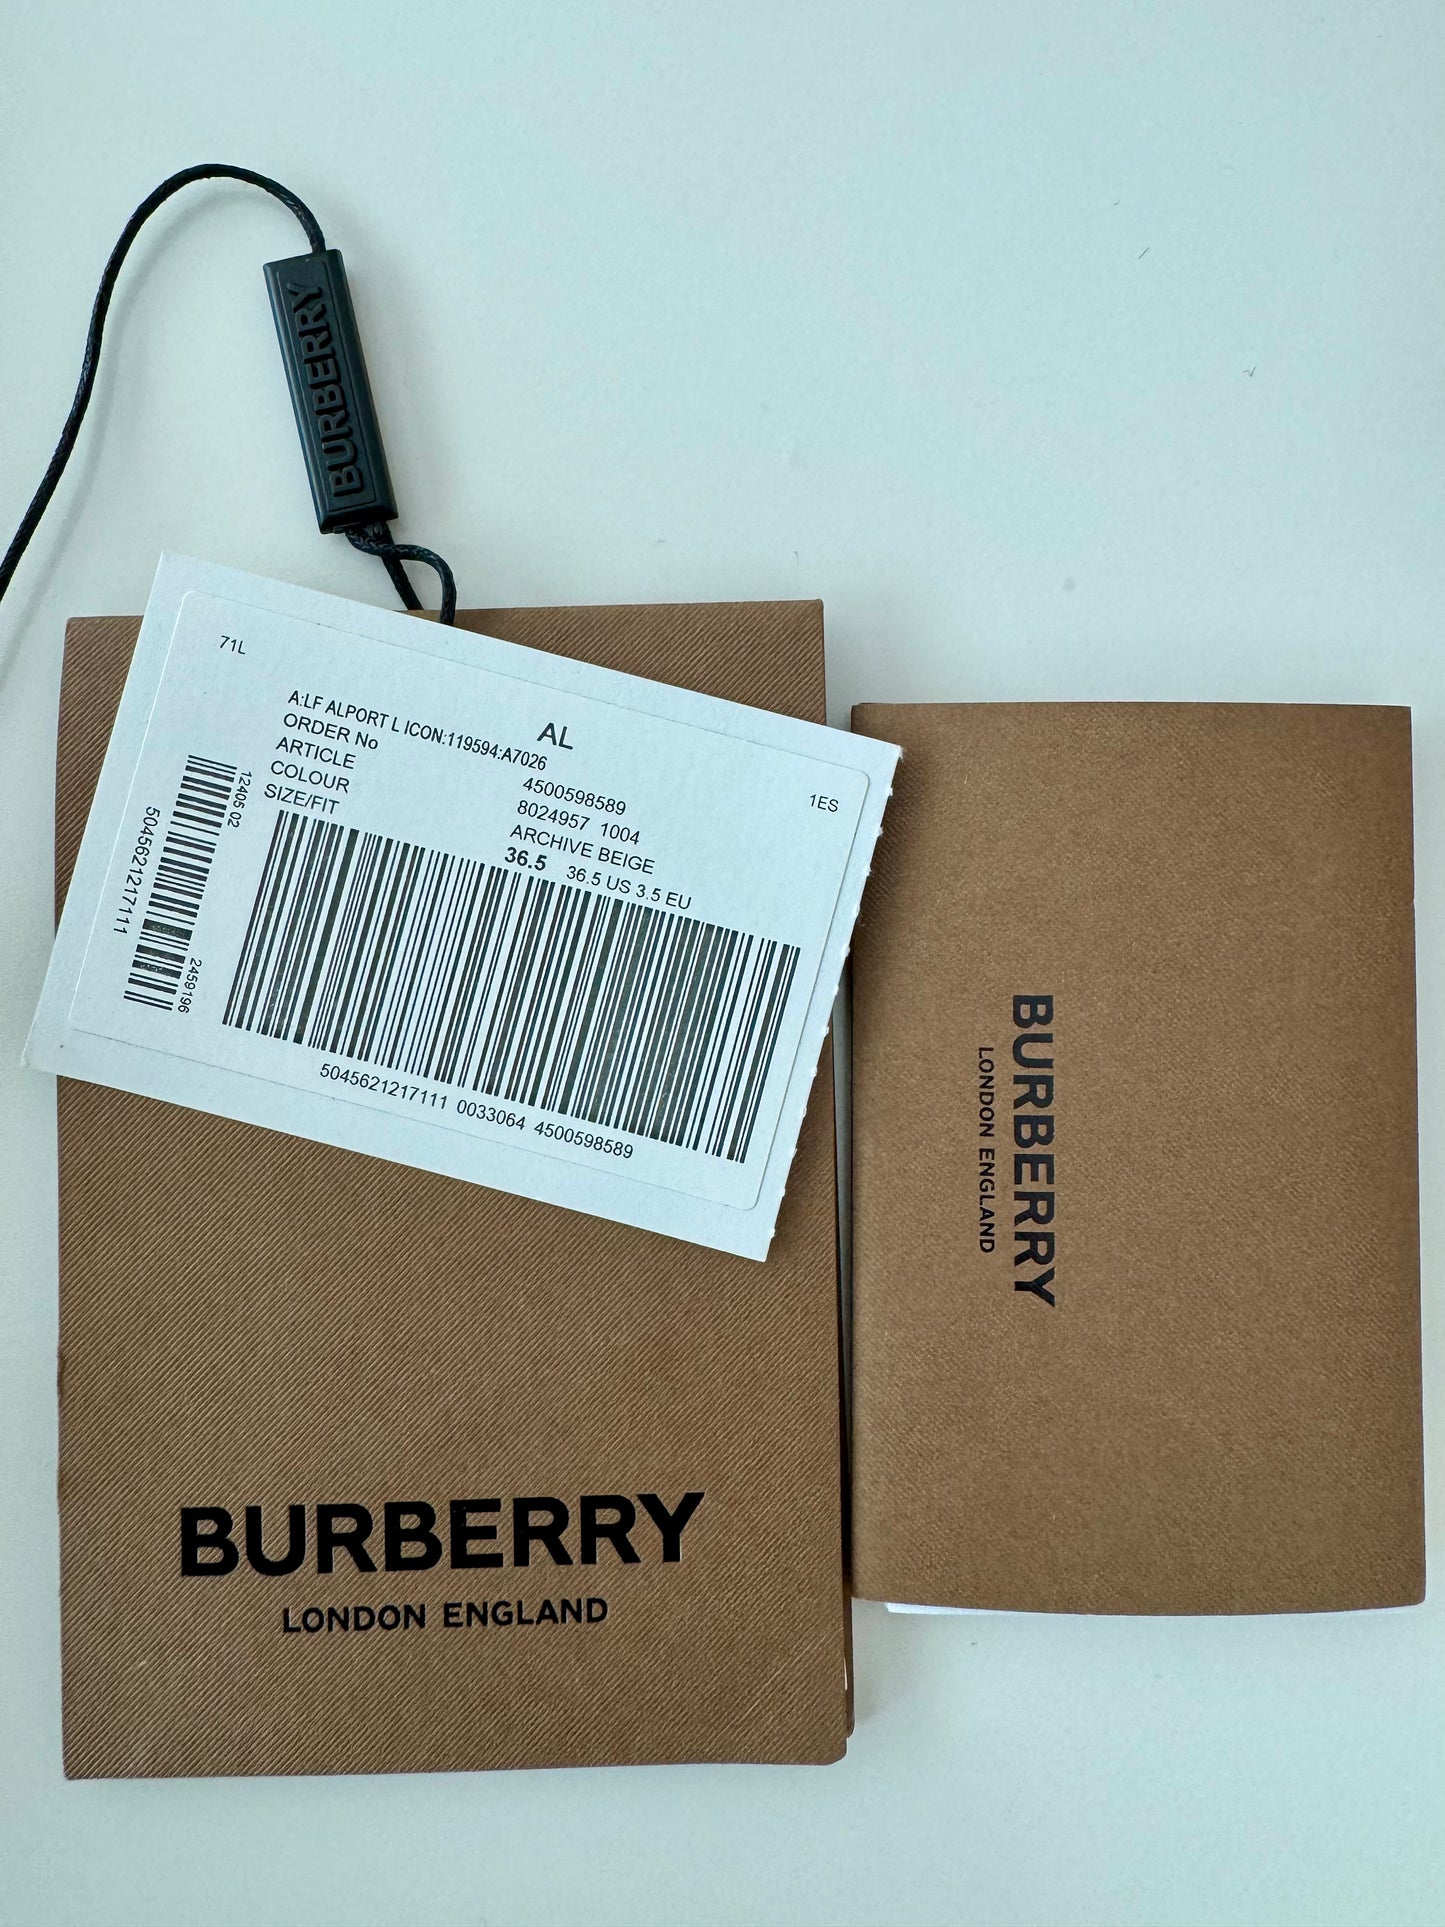 BURBERRY
71L
AL
A:LF ALPORT L ICON:119594:A7026
ORDER No 4500598589
ARTICLE 8024957 1004
COLOUR ARCHIVE BEIGE
SIZE/FIT 36.5 36.5 US 3.5 EU
1ES
12405 02
5045621217111
2459196
5045621217111 0033064 4500598589
BURBERRY
LONDON ENGLAND
BURBERRY
LONDON ENGLAND